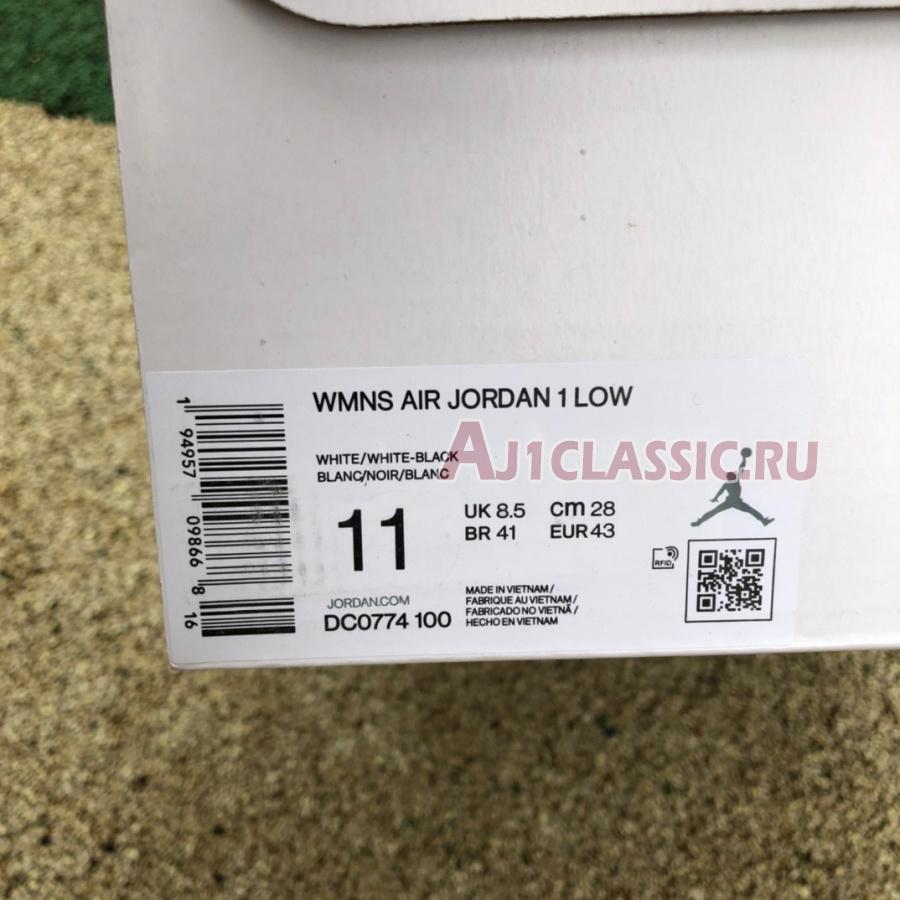 WMNS AIR JORDAN 1 LOW
WHITE/WHITE-BLACK
BLANC/NOIR/BLANC
AJ1CLASSIC.RU
11
UK 8.5 cm 28
BR 41 EUR 43
RFID
JORDAN.COM
DC0774 100
MADE IN VIETNAM /
FABRIQUE AU VIETNAM /
FABRICADO NO VIETNÃ /
HECHO EN VIETNAM
1 94957 09866 8 16